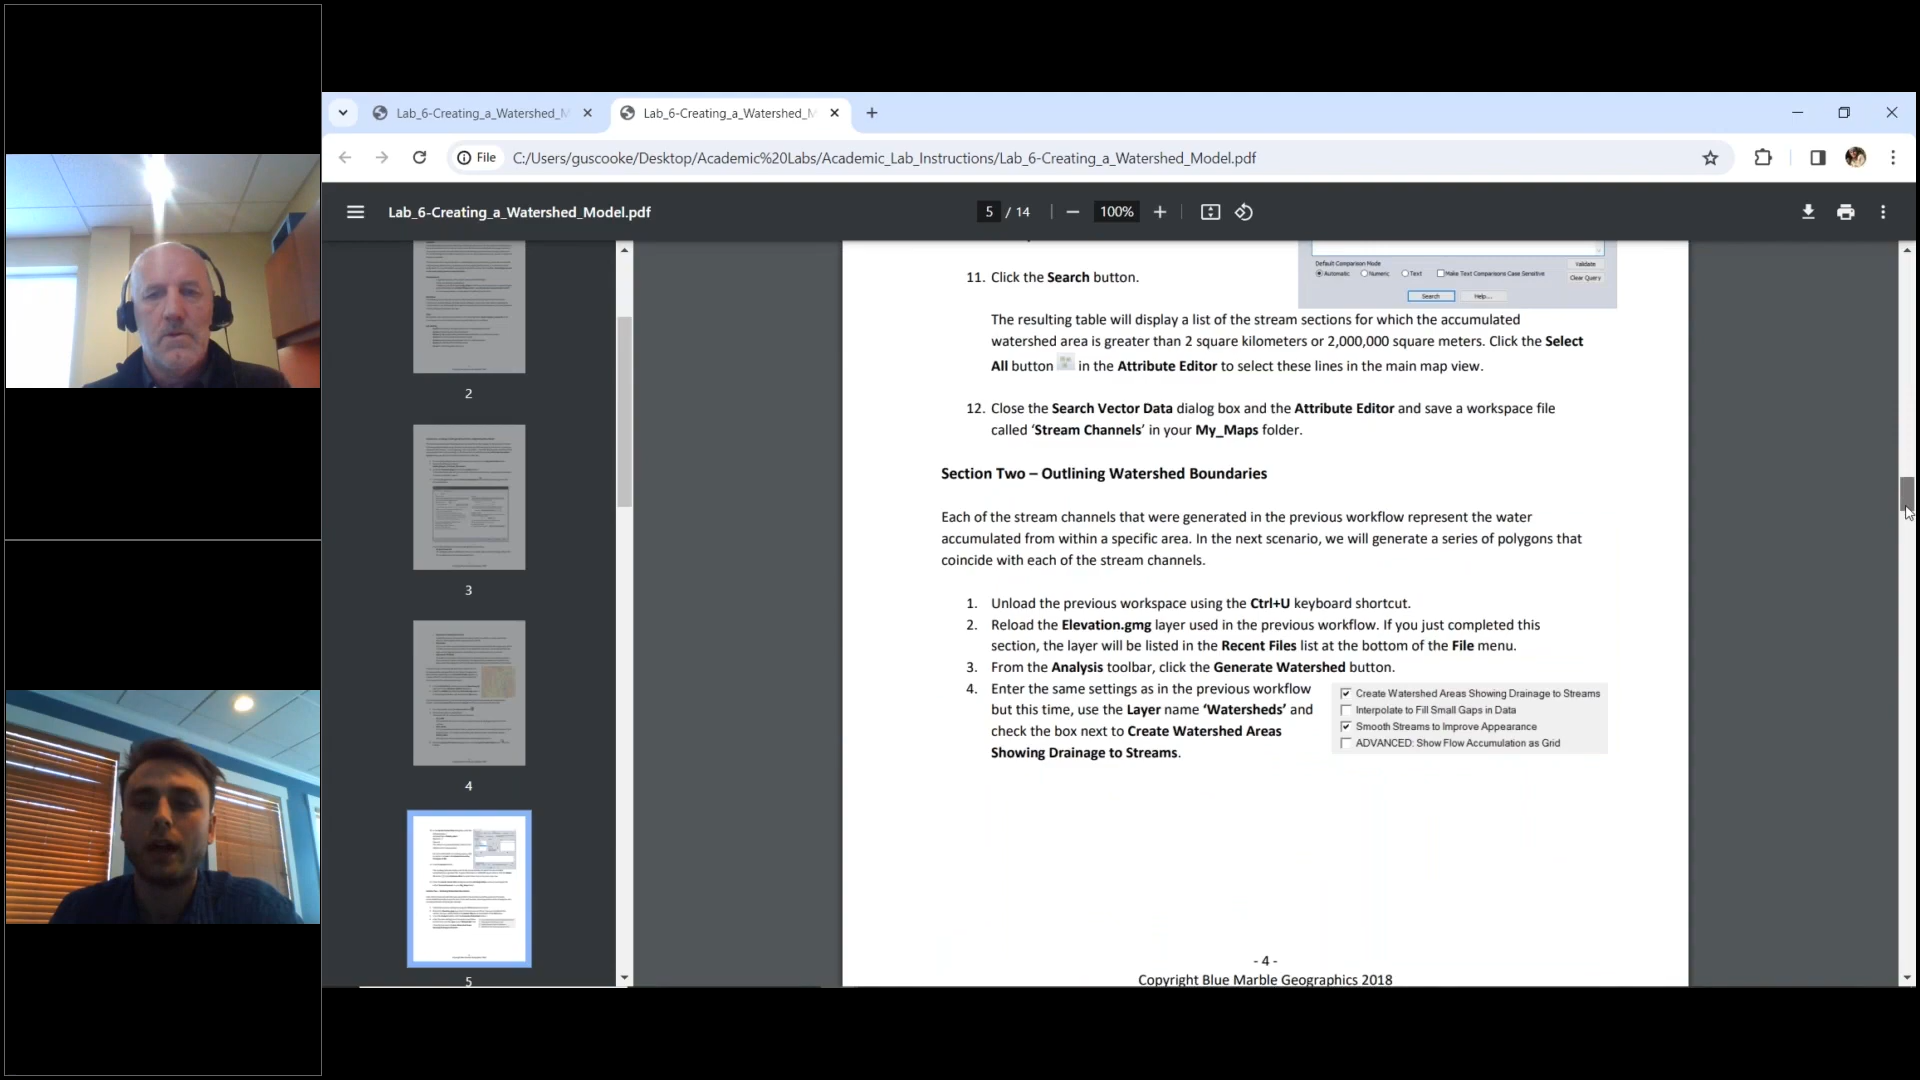 Lab_6-Creating_a_Watershed_M
Lab_6-Creating_a_Watershed_M
File
C:/Users/guscooke/Desktop/Academic%20Labs/Academic_Lab_Instructions/Lab_6-Creating_a_Watershed_Model.pdf
Lab_6-Creating_a_Watershed_Model.pdf
5 / 14
100%
2
3
4
5
Default Comparison Mode
Automatic
Numeric
Text
Make Text Comparisons Case Sensitive
Validate
Clear Query
Search
Help...
11. Click the Search button.
The resulting table will display a list of the stream sections for which the accumulated
watershed area is greater than 2 square kilometers or 2,000,000 square meters. Click the Select
All button in the Attribute Editor to select these lines in the main map view.
12. Close the Search Vector Data dialog box and the Attribute Editor and save a workspace file
called ‘Stream Channels’ in your My_Maps folder.
Section Two – Outlining Watershed Boundaries
Each of the stream channels that were generated in the previous workflow represent the water
accumulated from within a specific area. In the next scenario, we will generate a series of polygons that
coincide with each of the stream channels.
1. Unload the previous workspace using the Ctrl+U keyboard shortcut.
2. Reload the Elevation.gmg layer used in the previous workflow. If you just completed this
section, the layer will be listed in the Recent Files list at the bottom of the File menu.
3. From the Analysis toolbar, click the Generate Watershed button.
4. Enter the same settings as in the previous workflow
but this time, use the Layer name ‘Watersheds’ and
check the box next to Create Watershed Areas
Showing Drainage to Streams.
Create Watershed Areas Showing Drainage to Streams
Interpolate to Fill Small Gaps in Data
Smooth Streams to Improve Appearance
ADVANCED: Show Flow Accumulation as Grid
- 4 -
Copyright Blue Marble Geographics 2018